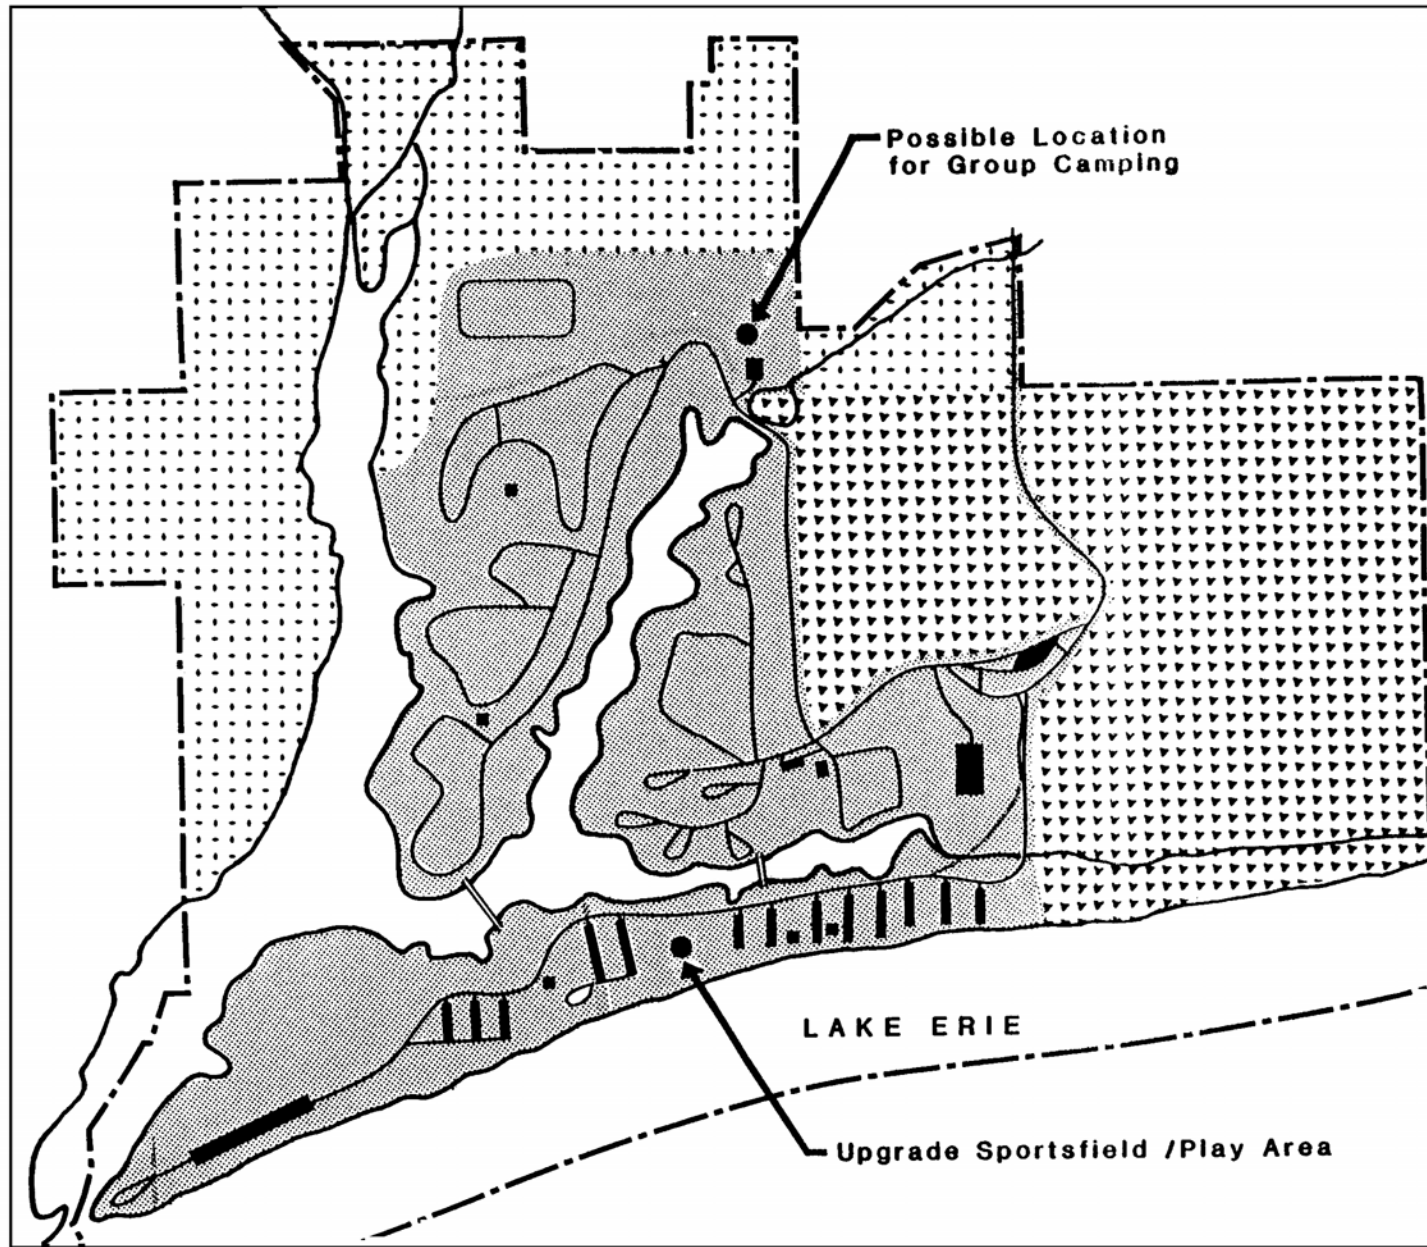 Possible Location
for Group Camping
LAKE ERIE
Upgrade Sportsfield /Play Area